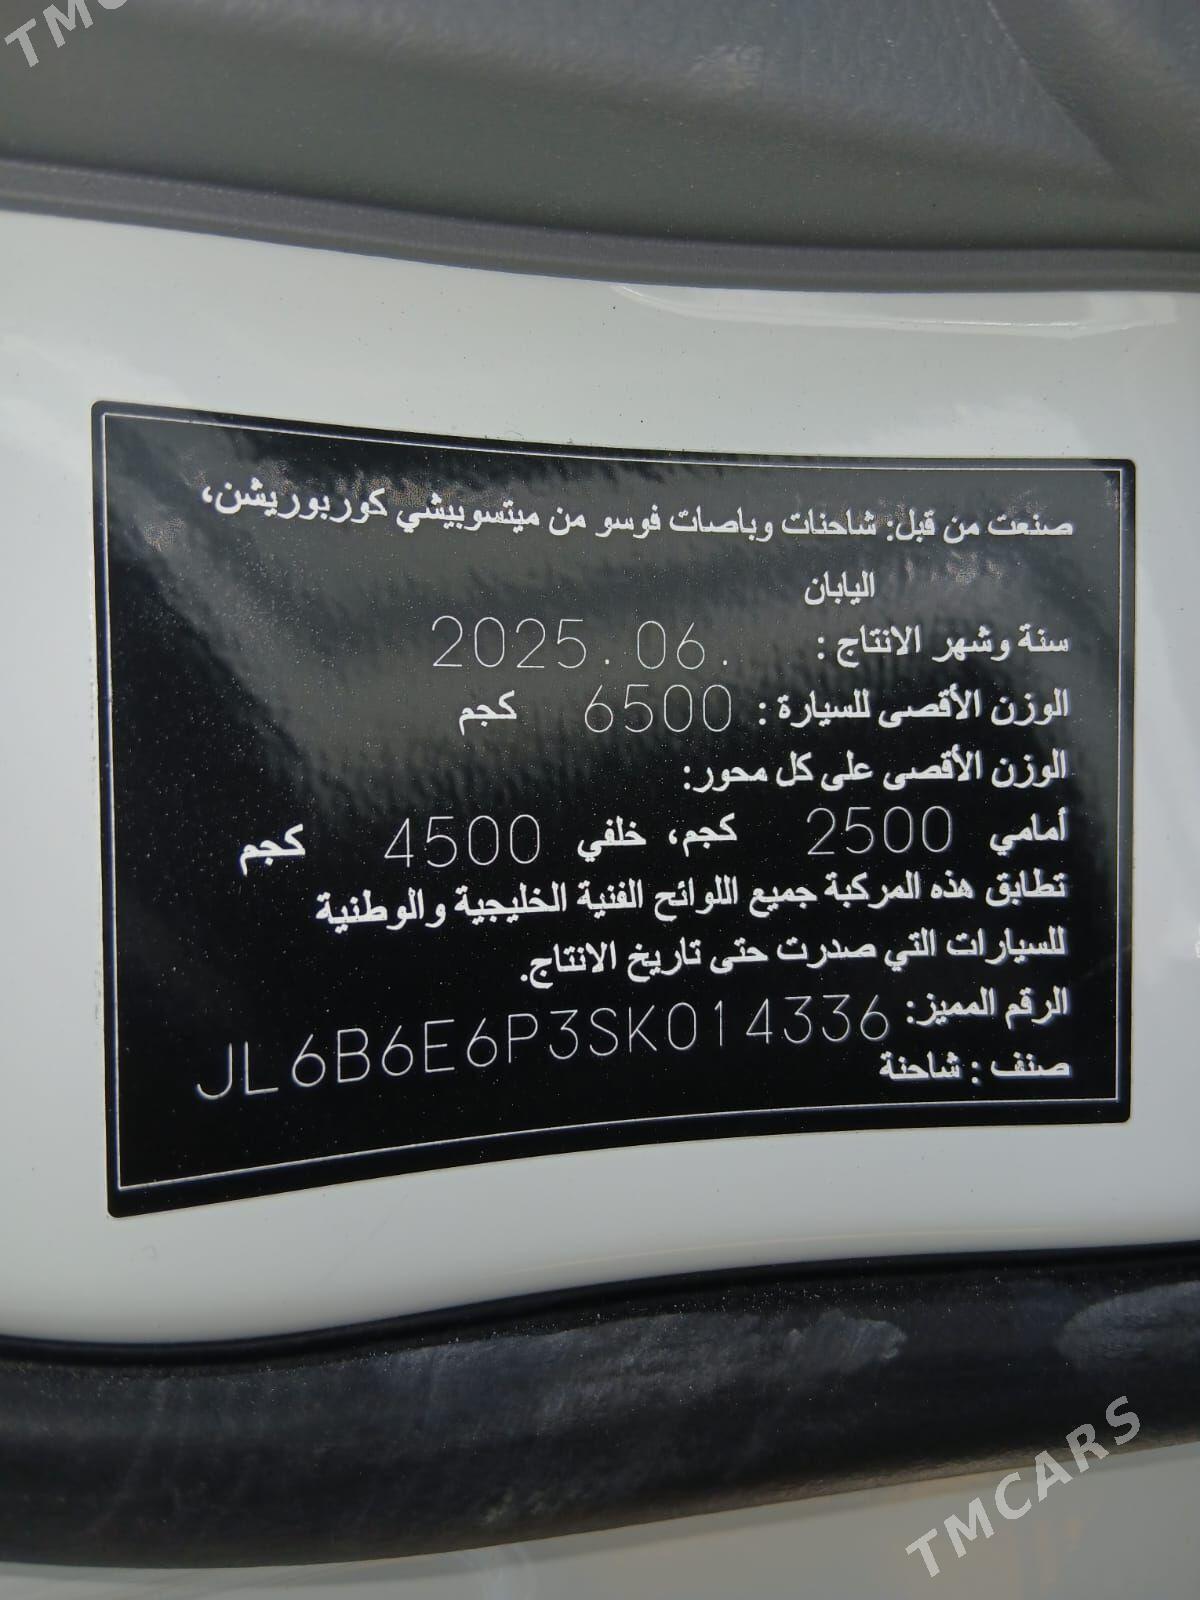 TMC
صنعت من قبل: شاحنات وباصات فوسو من ميتسوبيشي كوربوريشن،
اليابان
سنة وشهر الانتاج : 2025.06.
الوزن الأقصى للسيارة : 6500 كجم
الوزن الأقصى على كل محور:
أمامي 2500 كجم، خلفي 4500 كجم
تطابق هذه المركبة جميع اللوائح الفنية الخليجية والوطنية
للسيارات التي صدرت حتى تاريخ الانتاج.
الرقم المميز: JL6B6E6P3SK014336
صنف : شاحنة
TMCARS